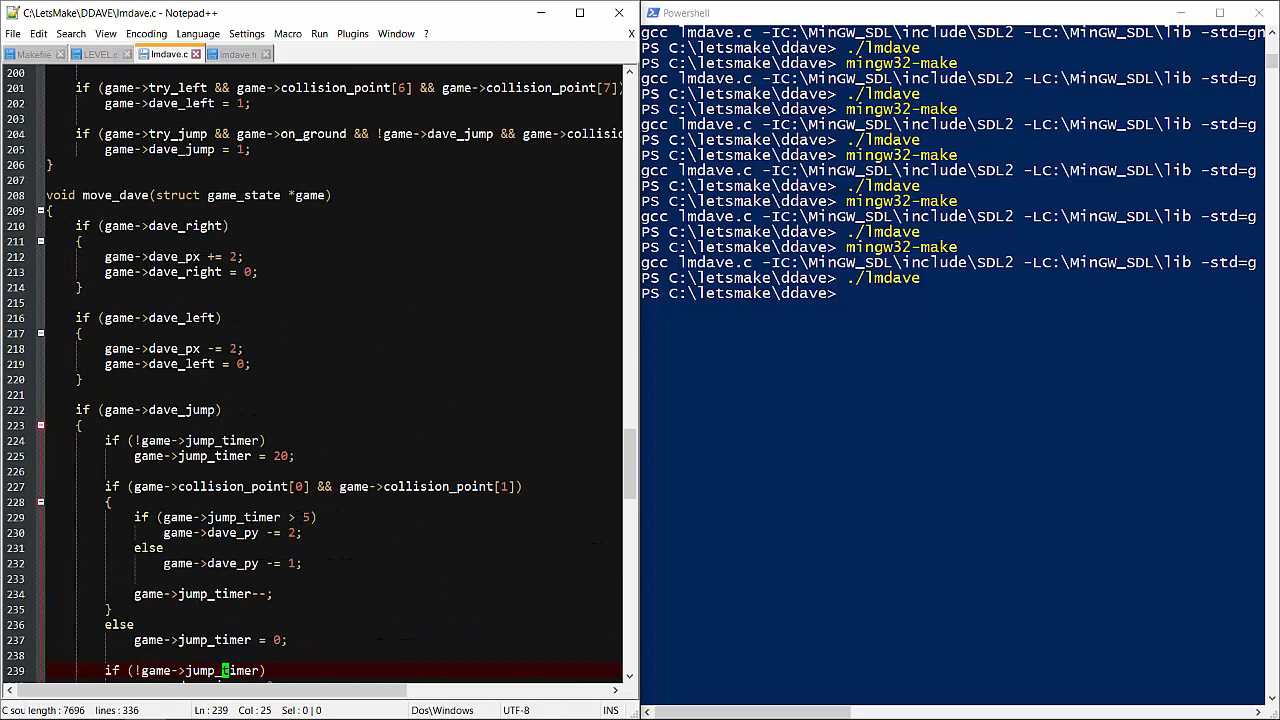 C:\LetsMake\DDAVE\lmdave.c - Notepad++
File Edit Search View Encoding Language Settings Macro Run Plugins Window ? X
Makefile LEVEL.c lmdave.c lmdave.h
200
201 if (game->try_left && game->collision_point[6] && game->collision_point[7])
202 game->dave_left = 1;
203
204 if (game->try_jump && game->on_ground && !game->dave_jump && game->collisio
205 game->dave_jump = 1;
206 }
207
208 void move_dave(struct game_state *game)
209 {
210 if (game->dave_right)
211 {
212 game->dave_px += 2;
213 game->dave_right = 0;
214 }
215
216 if (game->dave_left)
217 {
218 game->dave_px -= 2;
219 game->dave_left = 0;
220 }
221
222 if (game->dave_jump)
223 {
224 if (!game->jump_timer)
225 game->jump_timer = 20;
226
227 if (game->collision_point[0] && game->collision_point[1])
228 {
229 if (game->jump_timer > 5)
230 game->dave_py -= 2;
231 else
232 game->dave_py -= 1;
233
234 game->jump_timer--;
235 }
236 else
237 game->jump_timer = 0;
238
239 if (!game->jump_timer)
C sou length : 7696 lines : 336 Ln : 239 Col : 25 Sel : 0 | 0 Dos\Windows UTF-8 INS
Powershell
gcc lmdave.c -IC:\MinGW_SDL\include\SDL2 -LC:\MinGW_SDL\lib -std=gn
PS C:\letsmake\ddave> ./lmdave
PS C:\letsmake\ddave> mingw32-make
gcc lmdave.c -IC:\MinGW_SDL\include\SDL2 -LC:\MinGW_SDL\lib -std=g
PS C:\letsmake\ddave> ./lmdave
PS C:\letsmake\ddave> mingw32-make
gcc lmdave.c -IC:\MinGW_SDL\include\SDL2 -LC:\MinGW_SDL\lib -std=g
PS C:\letsmake\ddave> ./lmdave
PS C:\letsmake\ddave> mingw32-make
gcc lmdave.c -IC:\MinGW_SDL\include\SDL2 -LC:\MinGW_SDL\lib -std=g
PS C:\letsmake\ddave> ./lmdave
PS C:\letsmake\ddave> mingw32-make
gcc lmdave.c -IC:\MinGW_SDL\include\SDL2 -LC:\MinGW_SDL\lib -std=g
PS C:\letsmake\ddave> ./lmdave
PS C:\letsmake\ddave> mingw32-make
gcc lmdave.c -IC:\MinGW_SDL\include\SDL2 -LC:\MinGW_SDL\lib -std=g
PS C:\letsmake\ddave> ./lmdave
PS C:\letsmake\ddave>